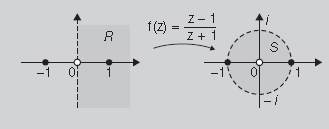 R
f(z) = z − 1 / z + 1
i
S
−1 0 1
−1 0 1
−i